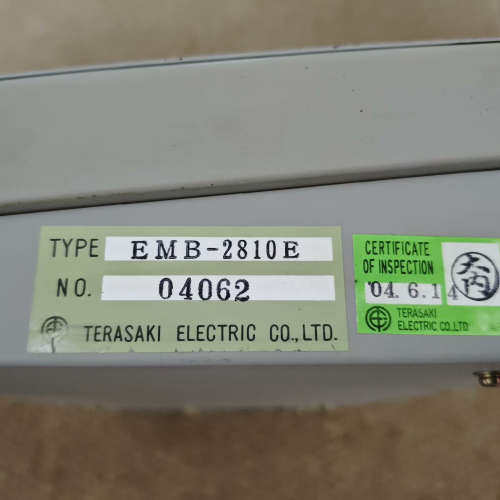 TYPE EMB-2810E
NO. 04062
TERASAKI ELECTRIC CO.,LTD.
CERTIFICATE
OF INSPECTION
'04.6.14
TERASAKI
ELECTRIC CO.LTD